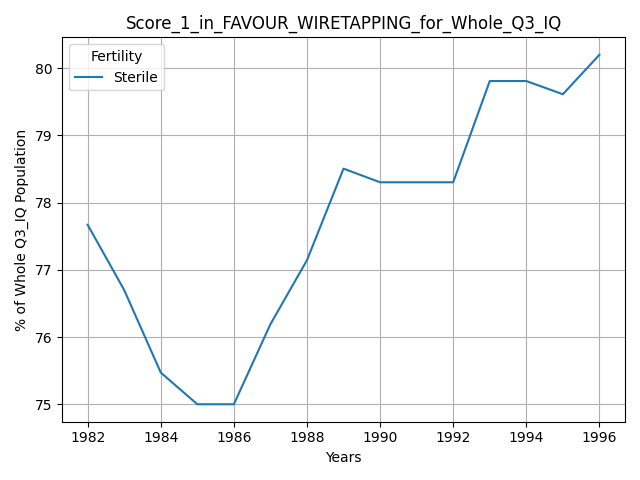 Score_1_in_FAVOUR_WIRETAPPING_for_Whole_Q3_IQ
Fertility
Sterile
% of Whole Q3_IQ Population
80
79
78
77
76
75
1982 1984 1986 1988 1990 1992 1994 1996
Years